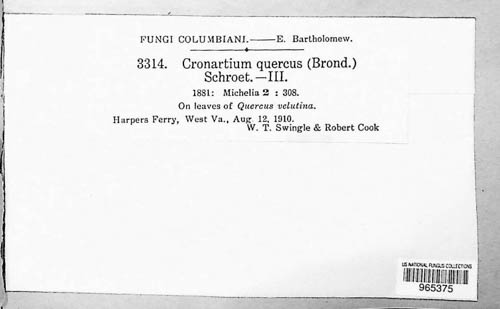 FUNGI COLUMBIANI.——E. Bartholomew.
3314. Cronartium quercus (Brond.)
Schroet.—III.
1881: Michelia 2 : 308.
On leaves of Quercus velutina.
Harpers Ferry, West Va., Aug. 12, 1910.
W. T. Swingle & Robert Cook
US NATIONAL FUNGUS COLLECTIONS
965375